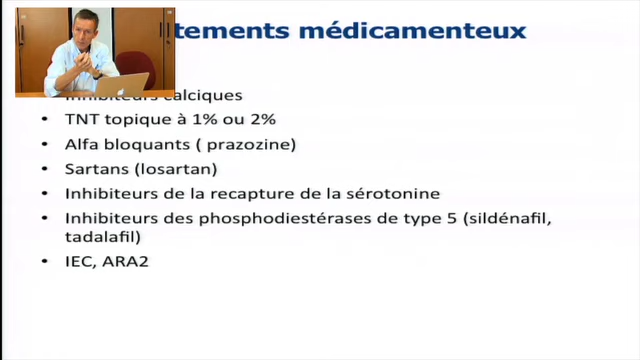 tements médicamenteux
Inhibiteurs calciques
• TNT topique à 1% ou 2%
• Alfa bloquants ( prazozine)
• Sartans (losartan)
• Inhibiteurs de la recapture de la sérotonine
• Inhibiteurs des phosphodiestérases de type 5 (sildénafil,
tadalafil)
• IEC, ARA2